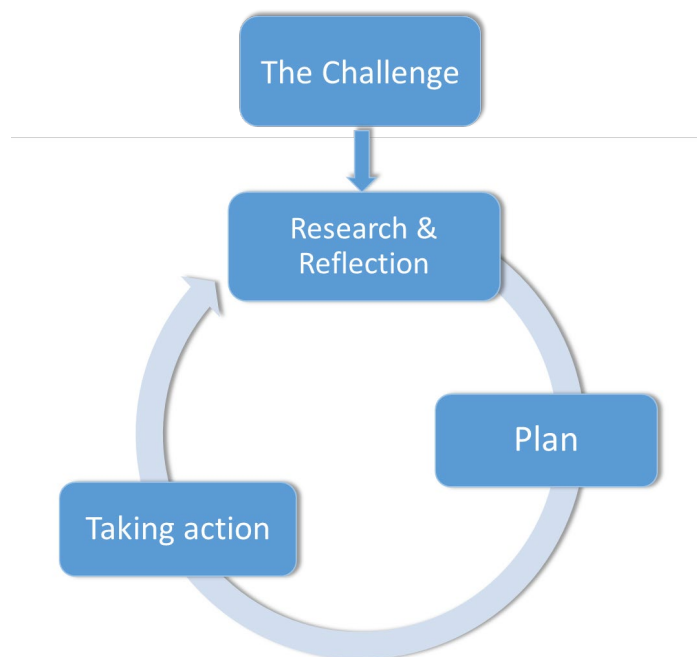 The Challenge
Research &
Reflection
Plan
Taking action